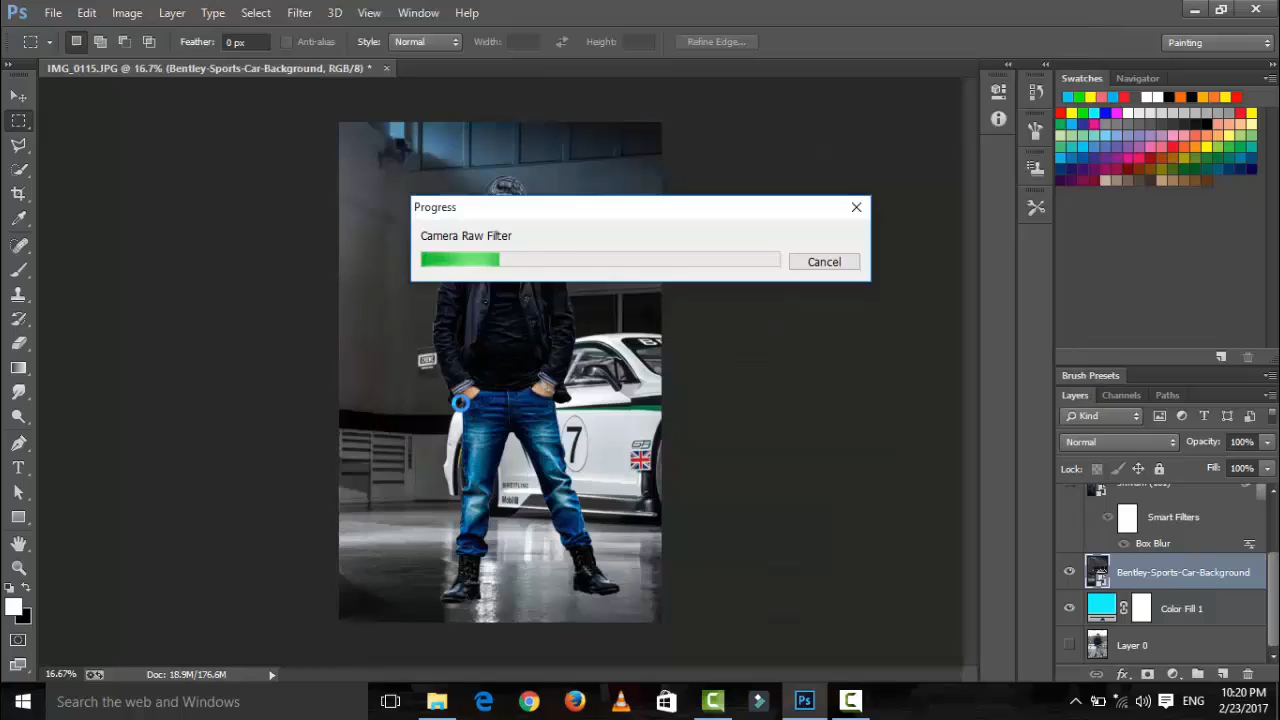 Ps File Edit Image Layer Type Select Filter 3D View Window Help
Feather: 0 px Anti-alias Style: Normal Width: Height: Refine Edge... Painting
IMG_0115.JPG @ 16.7% (Bentley-Sports-Car-Background, RGB/8) * ×
Swatches Navigator
Progress
Camera Raw Filter
Cancel
7
BREITLING
Mobil
Brush Presets
Layers Channels Paths
Kind
Normal Opacity: 100%
Lock: Fill: 100%
Smart Filters
Box Blur
Bentley-Sports-Car-Background
Color Fill 1
Layer 0
16.67% Doc: 18.9M/176.6M
Search the web and Windows
Ps
ENG
10:20 PM
2/23/2017